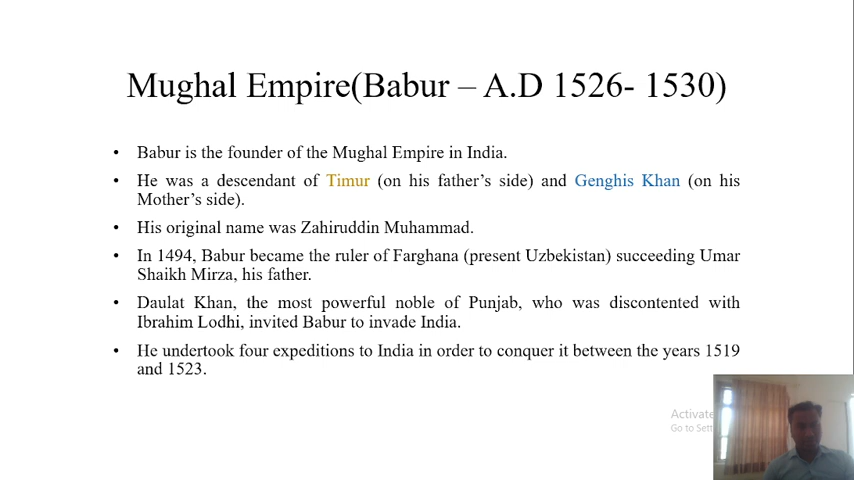 Mughal Empire(Babur – A.D 1526- 1530)
• Babur is the founder of the Mughal Empire in India.
• He was a descendant of Timur (on his father's side) and Genghis Khan (on his
Mother's side).
• His original name was Zahiruddin Muhammad.
• In 1494, Babur became the ruler of Farghana (present Uzbekistan) succeeding Umar
Shaikh Mirza, his father.
• Daulat Khan, the most powerful noble of Punjab, who was discontented with
Ibrahim Lodhi, invited Babur to invade India.
• He undertook four expeditions to India in order to conquer it between the years 1519
and 1523.
Activate
Go to Sett